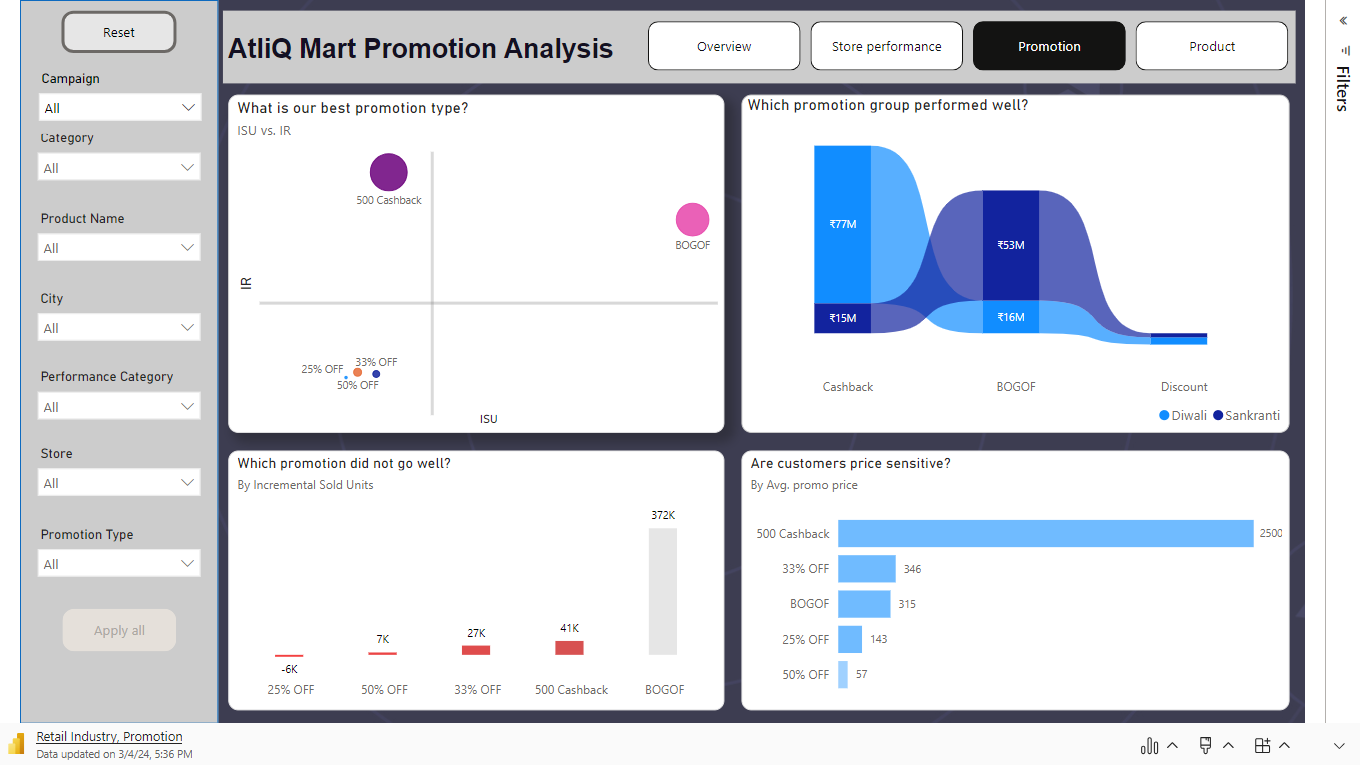 Reset
Campaign
All
Category
All
Product Name
All
City
All
Performance Category
All
Store
All
Promotion Type
All
Apply all
AtliQ Mart Promotion Analysis
Overview
Store performance
Promotion
Product
What is our best promotion type?
ISU vs. IR
500 Cashback
BOGOF
IR
25% OFF
33% OFF
50% OFF
ISU
Which promotion group performed well?
₹77M
₹15M
₹53M
₹16M
Cashback
BOGOF
Discount
Diwali
Sankranti
Which promotion did not go well?
By Incremental Sold Units
-6K
7K
27K
41K
372K
25% OFF
50% OFF
33% OFF
500 Cashback
BOGOF
Are customers price sensitive?
By Avg. promo price
500 Cashback
2500
33% OFF
346
BOGOF
315
25% OFF
143
50% OFF
57
Filters
Retail Industry, Promotion
Data updated on 3/4/24, 5:36 PM